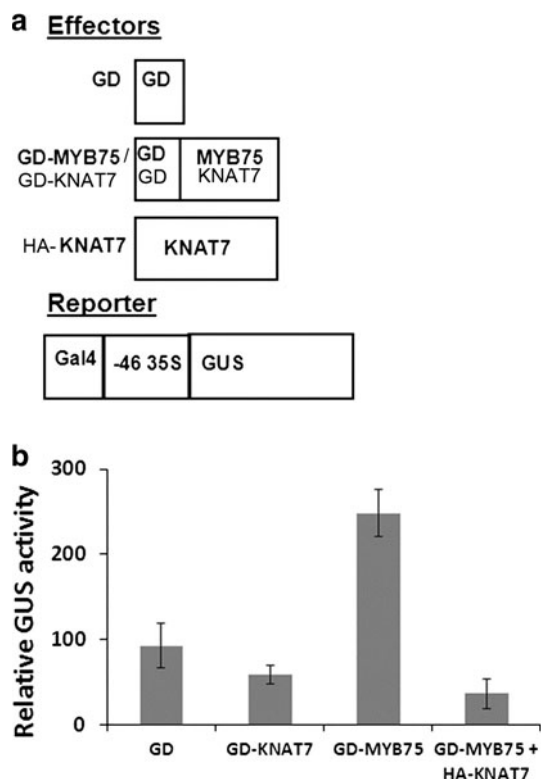 a Effectors
GD GD
GD-MYB75/ GD MYB75
GD-KNAT7 GD KNAT7
HA-KNAT7 KNAT7
Reporter
Gal4 -46 35S GUS
b
300
200
100
0
Relative GUS activity
GD GD-KNAT7 GD-MYB75 GD-MYB75 +
HA-KNAT7